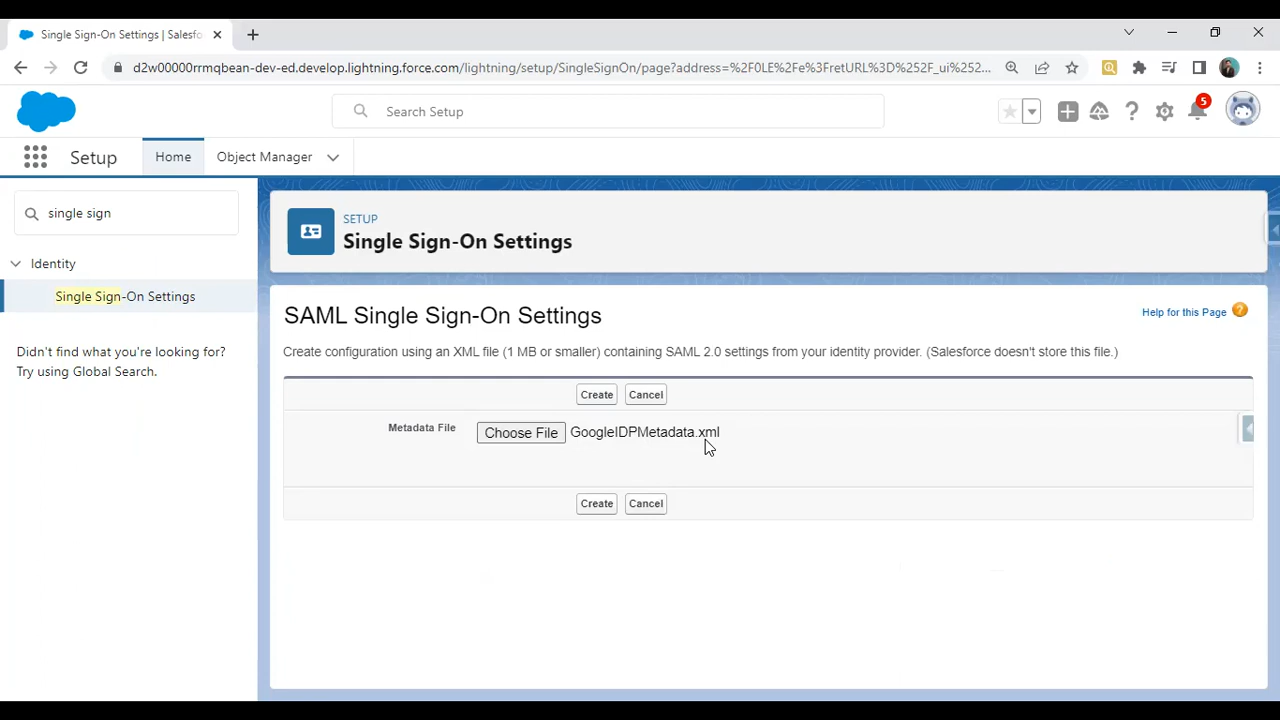 Single Sign-On Settings | Salesfo
d2w00000rrmqbean-dev-ed.develop.lightning.force.com/lightning/setup/SingleSignOn/page?address=%2F0LE%2Fe%3FretURL%3D%252F_ui%252...
Search Setup
5
Setup
Home
Object Manager
single sign
SETUP
Single Sign-On Settings
Identity
Single Sign-On Settings
Didn't find what you're looking for?
Try using Global Search.
SAML Single Sign-On Settings
Help for this Page
Create configuration using an XML file (1 MB or smaller) containing SAML 2.0 settings from your identity provider. (Salesforce doesn't store this file.)
Create Cancel
Metadata File Choose File GoogleIDPMetadata.xml
Create Cancel